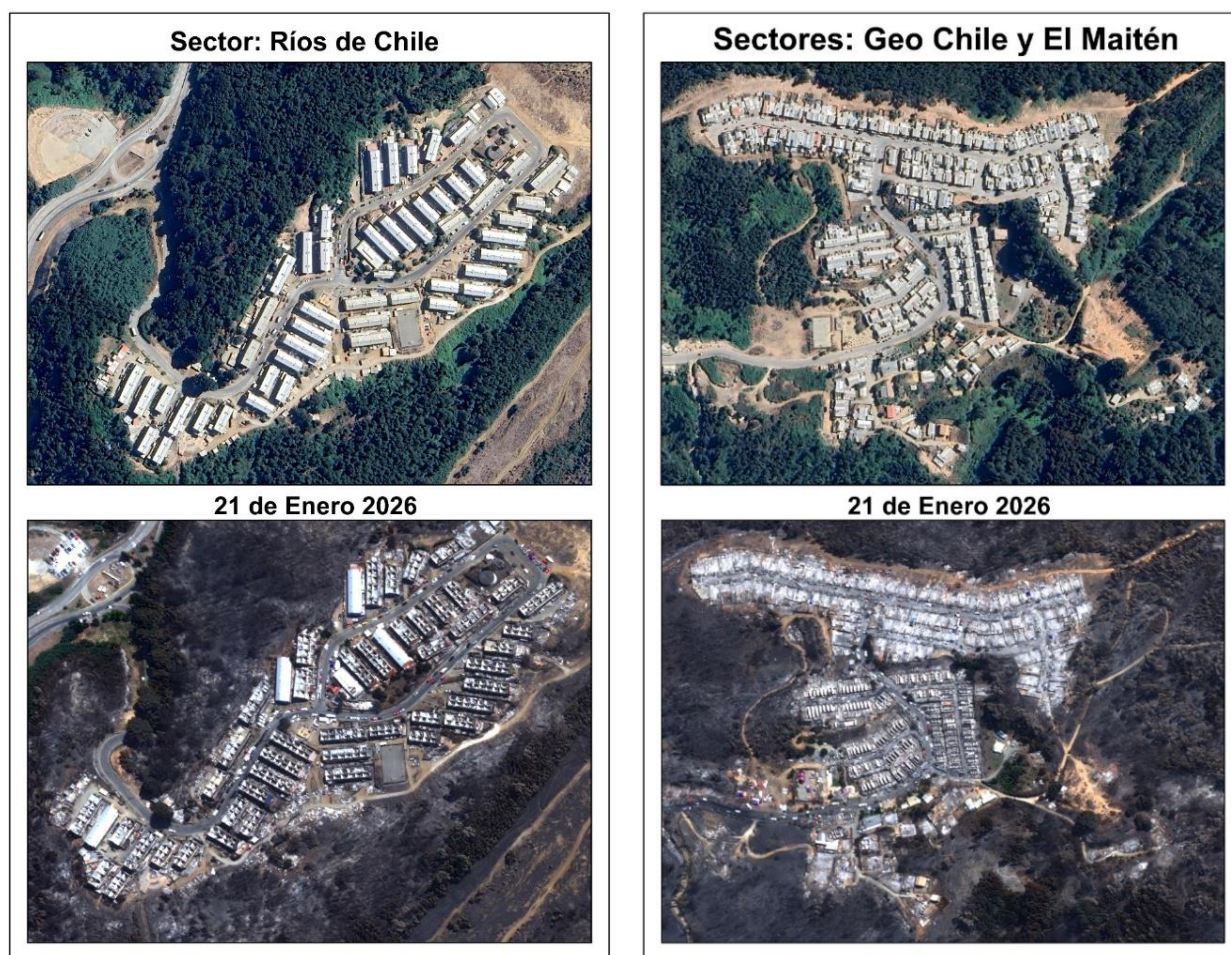 Sector: Ríos de Chile
21 de Enero 2026
Sectores: Geo Chile y El Maitén
21 de Enero 2026